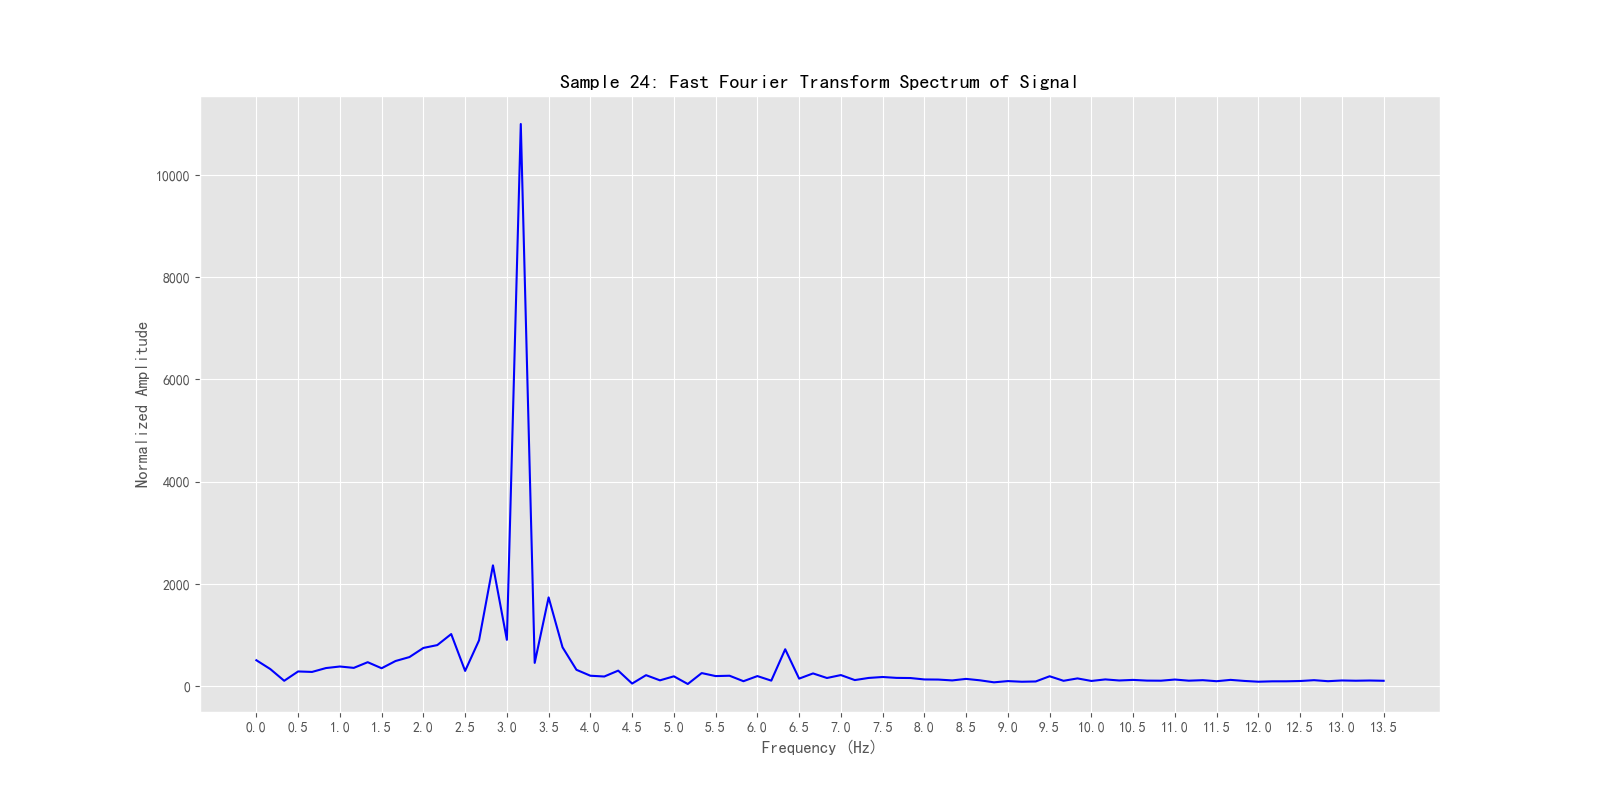 Sample 24: Fast Fourier Transform Spectrum of Signal
Normalized Amplitude
10000
8000
6000
4000
2000
0
0.0 0.5 1.0 1.5 2.0 2.5 3.0 3.5 4.0 4.5 5.0 5.5 6.0 6.5 7.0 7.5 8.0 8.5 9.0 9.5 10.0 10.5 11.0 11.5 12.0 12.5 13.0 13.5
Frequency (Hz)